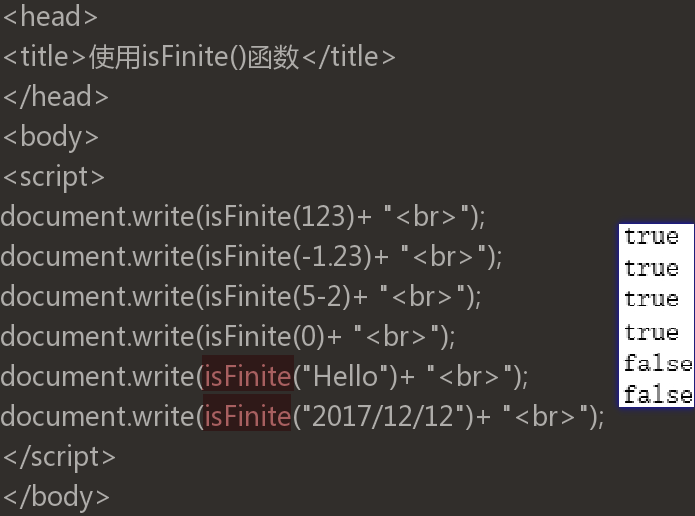 <head>
<title>使用isFinite()函数</title>
</head>
<body>
<script>
document.write(isFinite(123)+ "<br>");
document.write(isFinite(-1.23)+ "<br>");
document.write(isFinite(5-2)+ "<br>");
document.write(isFinite(0)+ "<br>");
document.write(isFinite("Hello")+ "<br>");
document.write(isFinite("2017/12/12")+ "<br>");
</script>
</body>
true
true
true
true
false
false